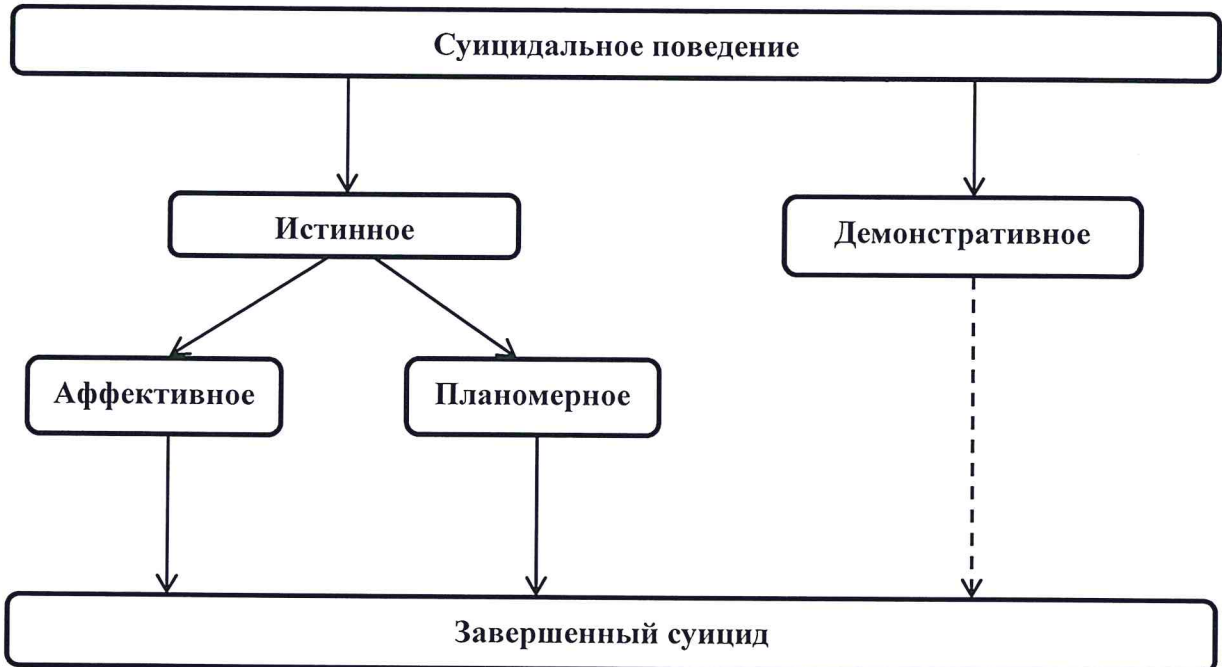 Суицидальное поведение
Истинное
Демонстративное
Аффективное
Планомерное
Завершенный суицид